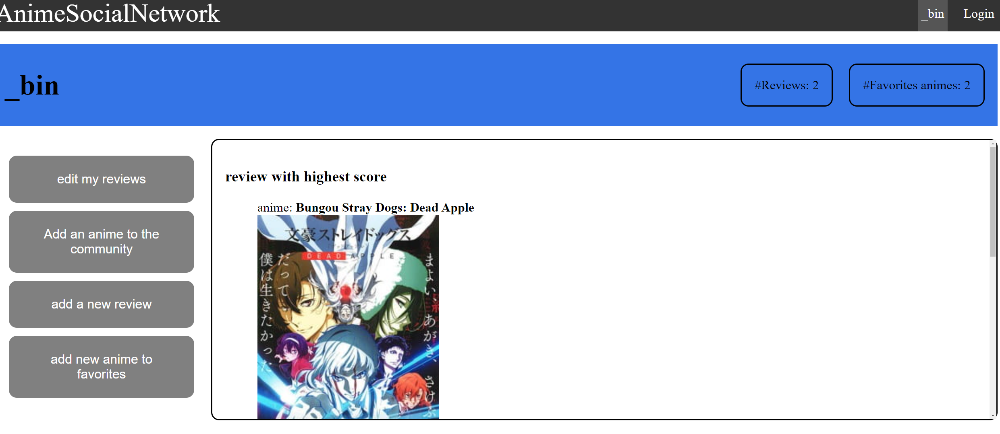 AnimeSocialNetwork
_bin
Login
_bin
#Reviews: 2
#Favorites animes: 2
edit my reviews
Add an anime to the
community
add a new review
add new anime to
favorites
review with highest score
anime: Bungou Stray Dogs: Dead Apple
文豪ストレイドッグス
DEAD APPLE
まよい、あがき、さけぶ
だって
僕は生きたかった